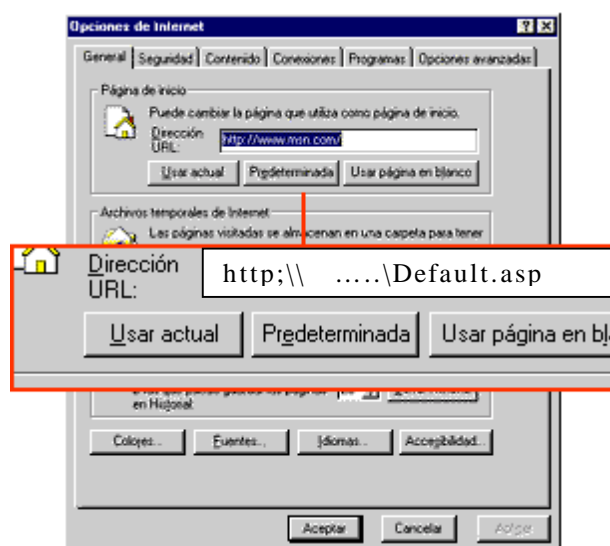 Opciones de Internet
General Seguridad Contenido Conexiones Programas Opciones avanzadas
Página de inicio
Puede cambiar la página que utiliza como página de inicio.
Dirección URL: http://www.msn.com/
Usar actual Predeterminada Usar página en blanco
Archivos temporales de Internet
Las páginas visitadas se almacenan en una carpeta para tener
Dirección URL: http;\\ .....\Default.asp
Usar actual Predeterminada Usar página en bl
en Historial.
Colores... Fuentes... Idiomas... Accesibilidad...
Aceptar Cancelar Aplicar